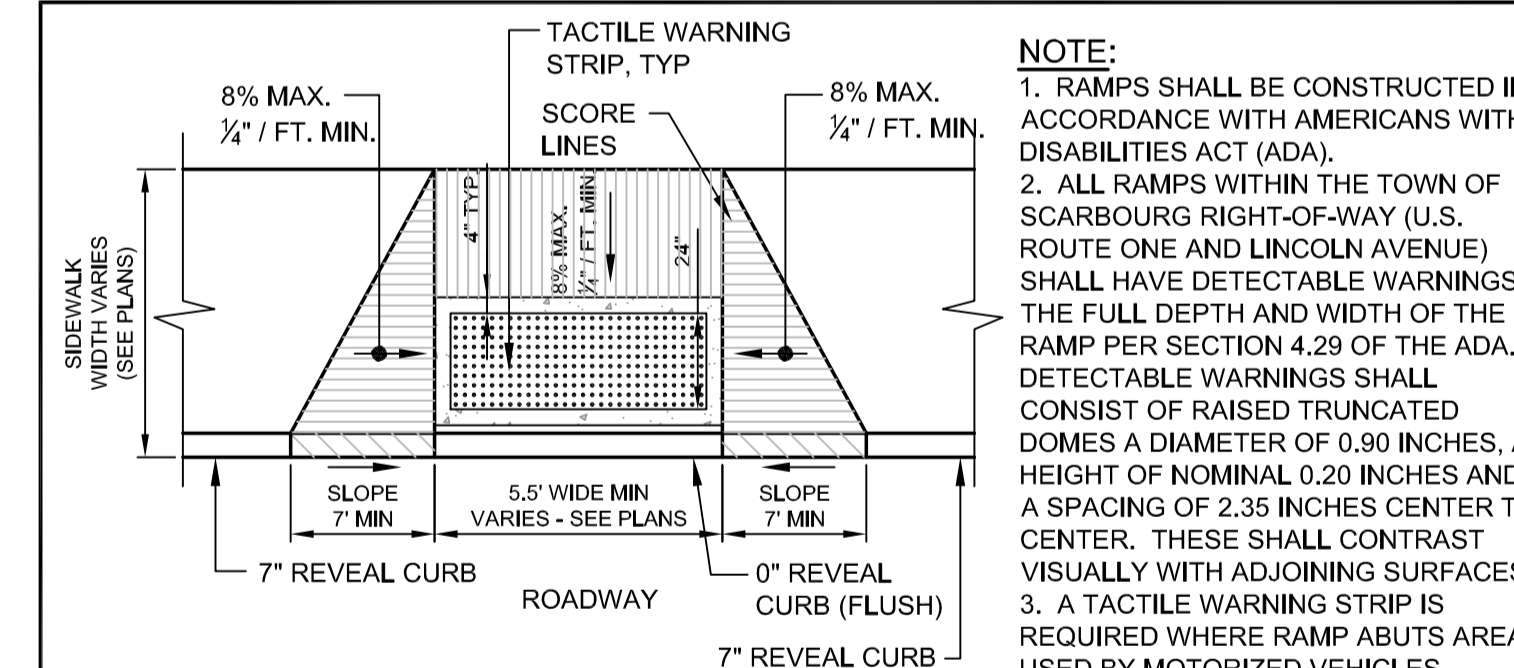 TACTILE WARNING
STRIP, TYP
8% MAX.
¼" / FT. MIN.
SCORE
LINES
8% MAX.
¼" / FT. MIN.
4" TYP
8% MAX.
¼" / FT. MIN
24"
SIDEWALK
WIDTH VARIES
(SEE PLANS)
SLOPE
7' MIN
5.5' WIDE MIN
VARIES - SEE PLANS
SLOPE
7' MIN
7" REVEAL CURB
ROADWAY
0" REVEAL
CURB (FLUSH)
7" REVEAL CURB
NOTE:
1. RAMPS SHALL BE CONSTRUCTED
ACCORDANCE WITH AMERICANS WITH
DISABILITIES ACT (ADA).
2. ALL RAMPS WITHIN THE TOWN OF
SCARBOURG RIGHT-OF-WAY (U.S.
ROUTE ONE AND LINCOLN AVENUE)
SHALL HAVE DETECTABLE WARNINGS
THE FULL DEPTH AND WIDTH OF THE
RAMP PER SECTION 4.29 OF THE ADA.
DETECTABLE WARNINGS SHALL
CONSIST OF RAISED TRUNCATED
DOMES A DIAMETER OF 0.90 INCHES,
HEIGHT OF NOMINAL 0.20 INCHES AND
A SPACING OF 2.35 INCHES CENTER
CENTER. THESE SHALL CONTRAST
VISUALLY WITH ADJOINING SURFACES
3. A TACTILE WARNING STRIP IS
REQUIRED WHERE RAMP ABUTS AREA
USED BY MOTORIZED VEHICLES